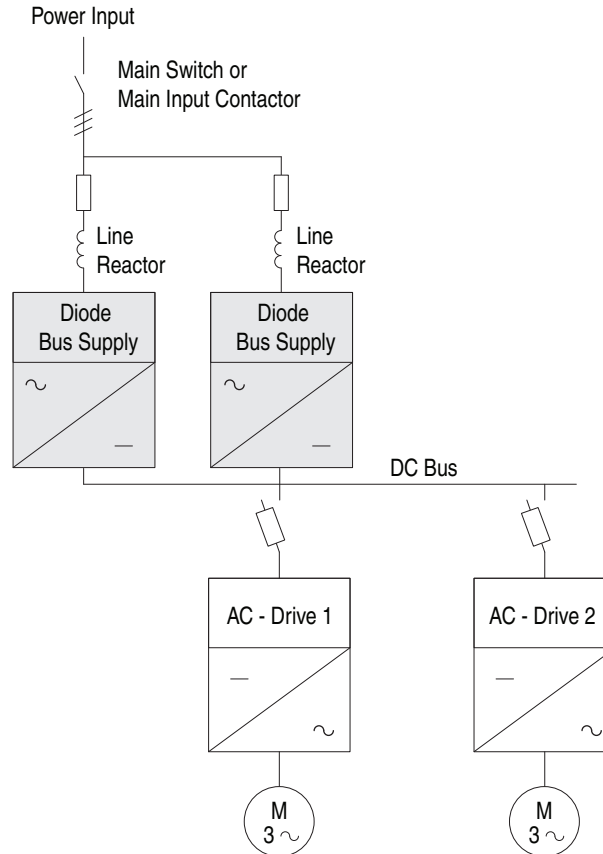 Power Input
Main Switch or
Main Input Contactor
Line
Reactor
Line
Reactor
Diode
Bus Supply
Diode
Bus Supply
DC Bus
AC - Drive 1
AC - Drive 2
M
3 ~
M
3 ~